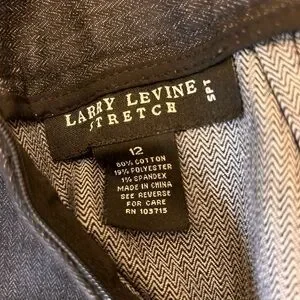 LARRY LEVINE
STRETCH
SPT
12
80% COTTON
19% POLYESTER
1% SPANDEX
MADE IN CHINA
SEE REVERSE
FOR CARE
RN 103715